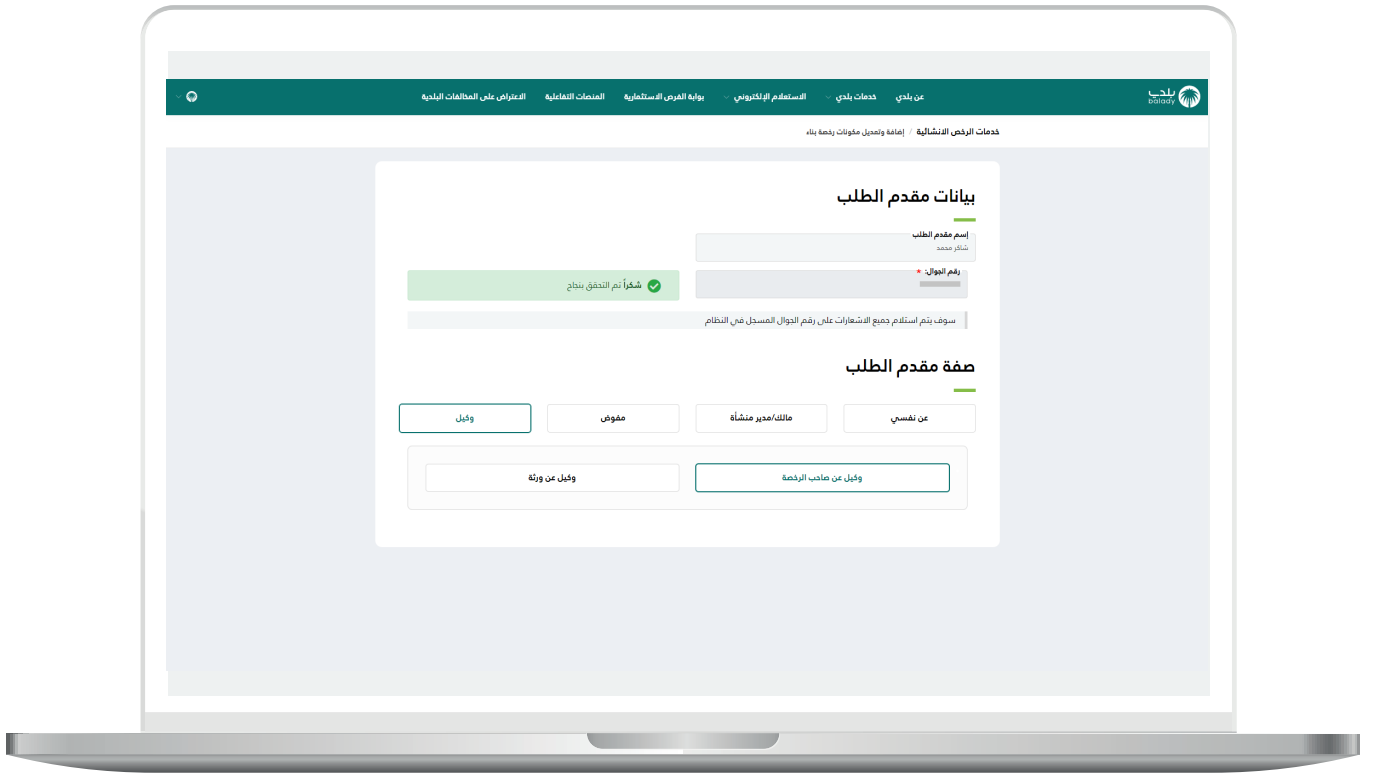 بلدي
balady
عن بلدي خدمات بلدي الاستعلام الإلكتروني بوابة الفرص الاستثمارية المنصات التفاعلية الاعتراض على المخالفات البلدية
خدمات الرخص الانشائية / إضافة وتعديل مكونات رخصة بناء
بيانات مقدم الطلب
إسم مقدم الطلب
شاكر محمد
رقم الجوال: *
شكراً تم التحقق بنجاح
سوف يتم استلام جميع الاشعارات على رقم الجوال المسجل في النظام
صفة مقدم الطلب
عن نفسي مالك/مدير منشأة مفوض وكيل
وكيل عن صاحب الرخصة وكيل عن ورثة